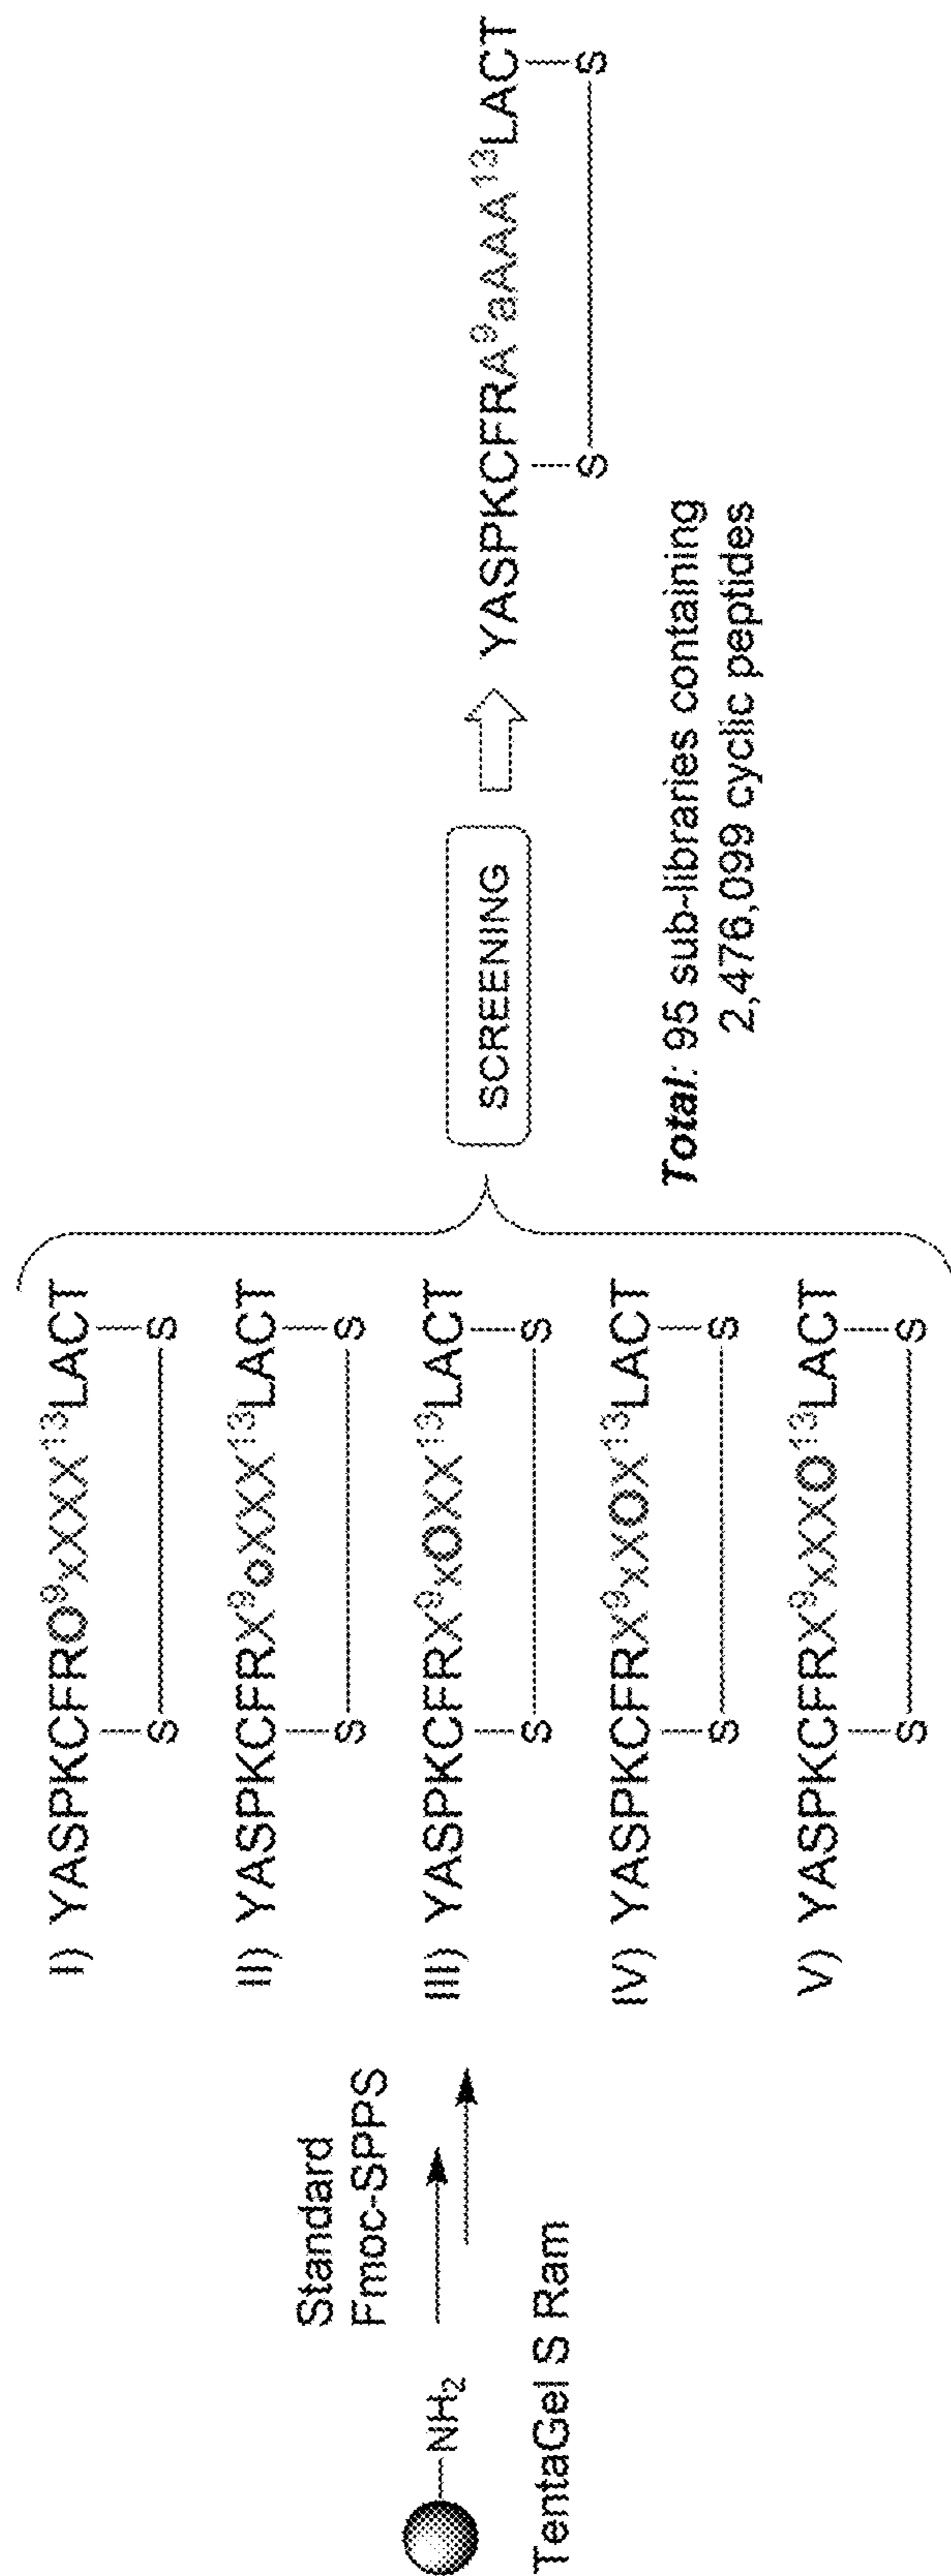 NH₂
TentaGel S Ram
Standard
Fmoc-SPPS
I) YASPKCFRO⁹xXXX¹³LACT
S S
II) YASPKCFRX⁹oXXX¹³LACT
S S
III) YASPKCFRX⁹xOXX¹³LACT
S S
IV) YASPKCFRX⁹xXOX¹³LACT
S S
V) YASPKCFRX⁹xXXO¹³LACT
S S
SCREENING
YASPKCFRA⁹aAAA¹³LACT
S S
Total: 95 sub-libraries containing
2,476,099 cyclic peptides